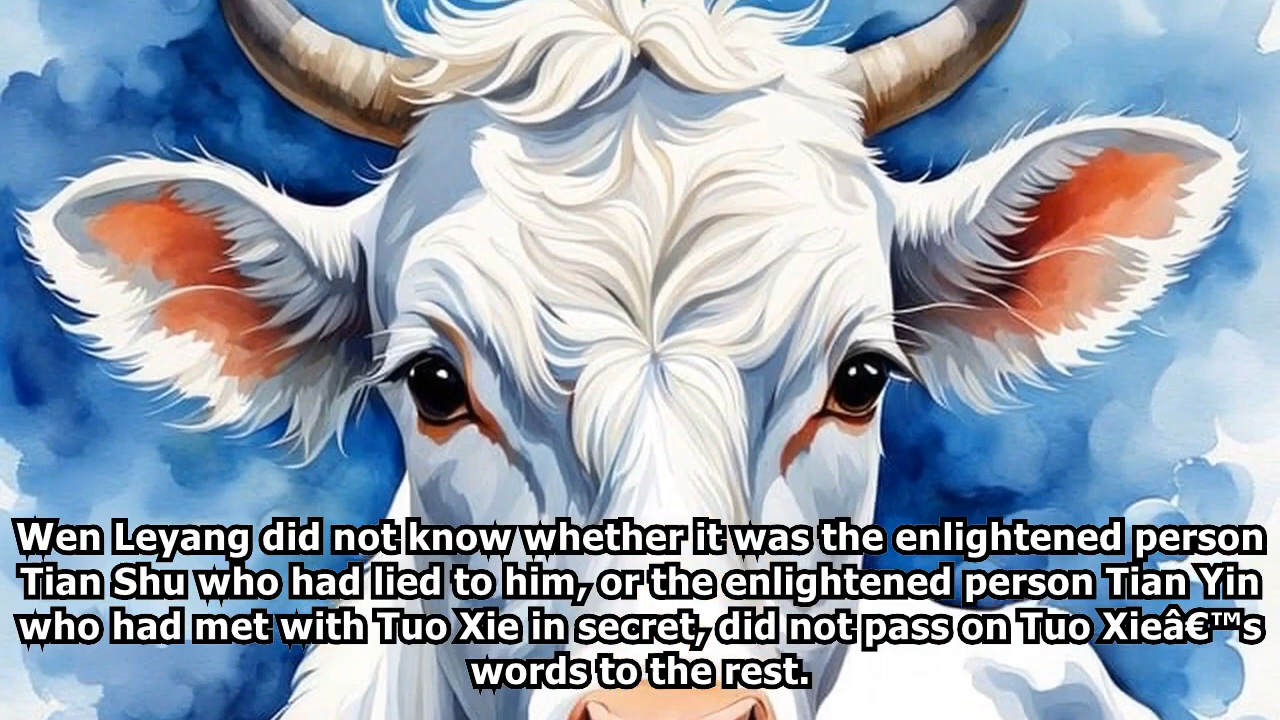 Wen Leyang did not know whether it was the enlightened person
Tian Shu who had lied to him, or the enlightened person Tian Yin
who had met with Tuo Xie in secret, did not pass on Tuo Xieâ€™s
words to the rest.